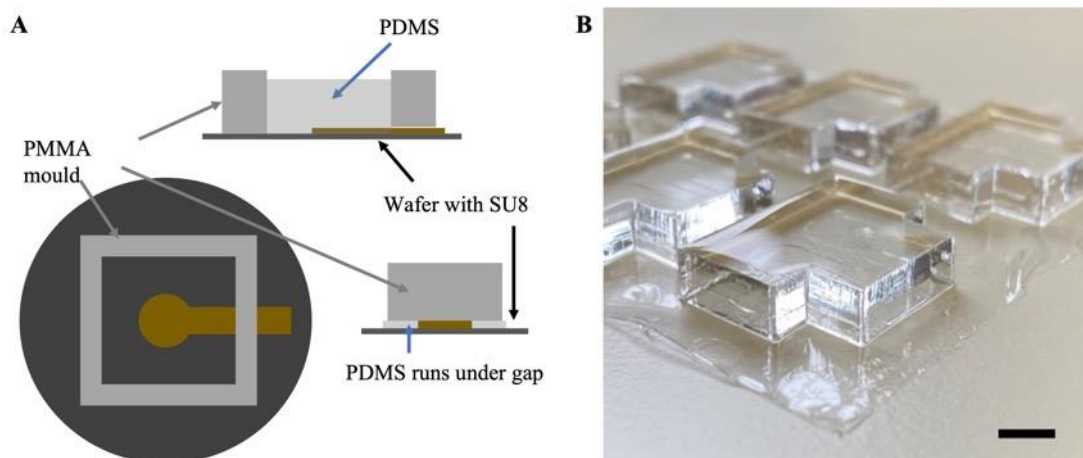 A
PDMS
B
PMMA
mould
Wafer with SU8
PDMS runs under gap